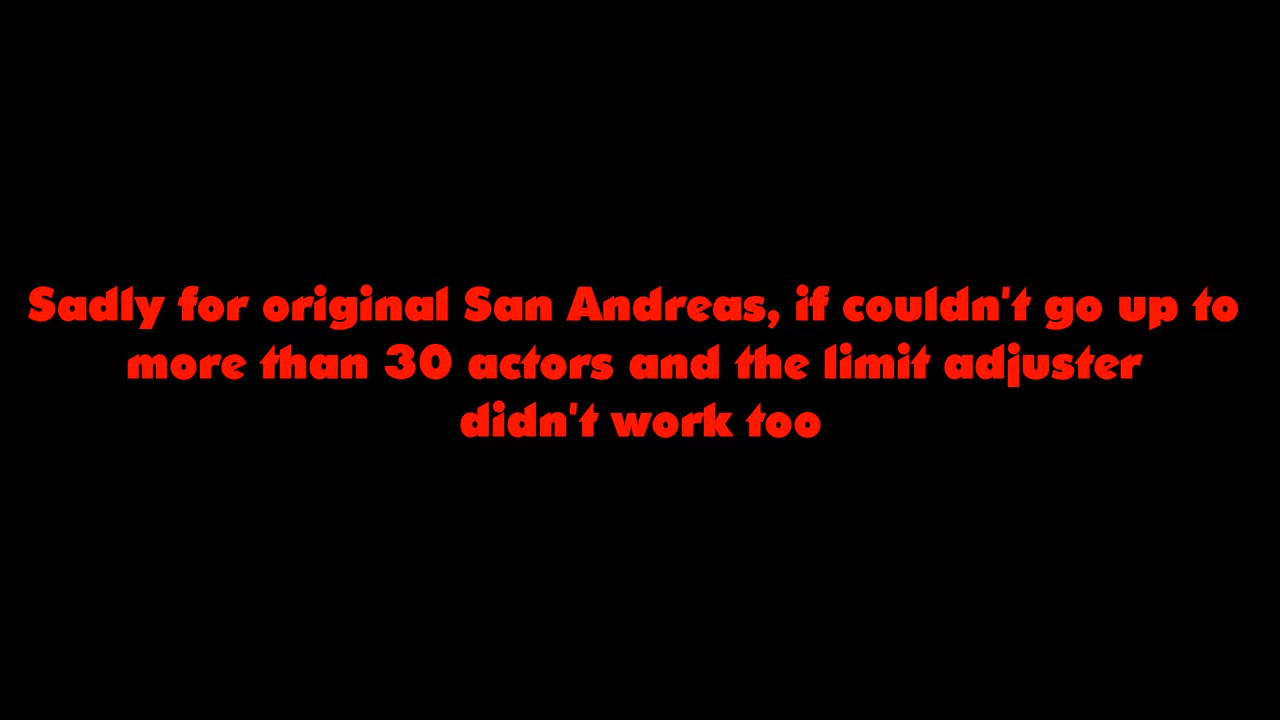 Sadly for original San Andreas, if couldn't go up to
more than 30 actors and the limit adjuster
didn't work too